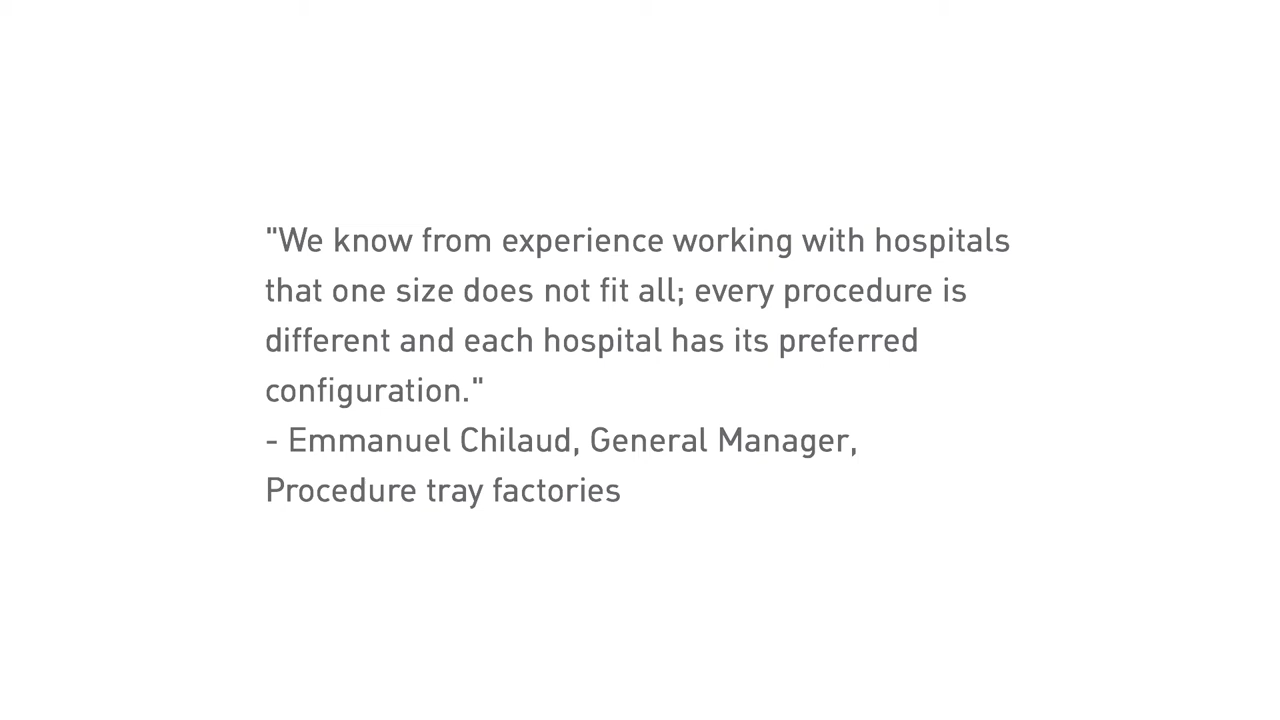 "We know from experience working with hospitals
that one size does not fit all; every procedure is
different and each hospital has its preferred
configuration."
- Emmanuel Chilaud, General Manager,
Procedure tray factories